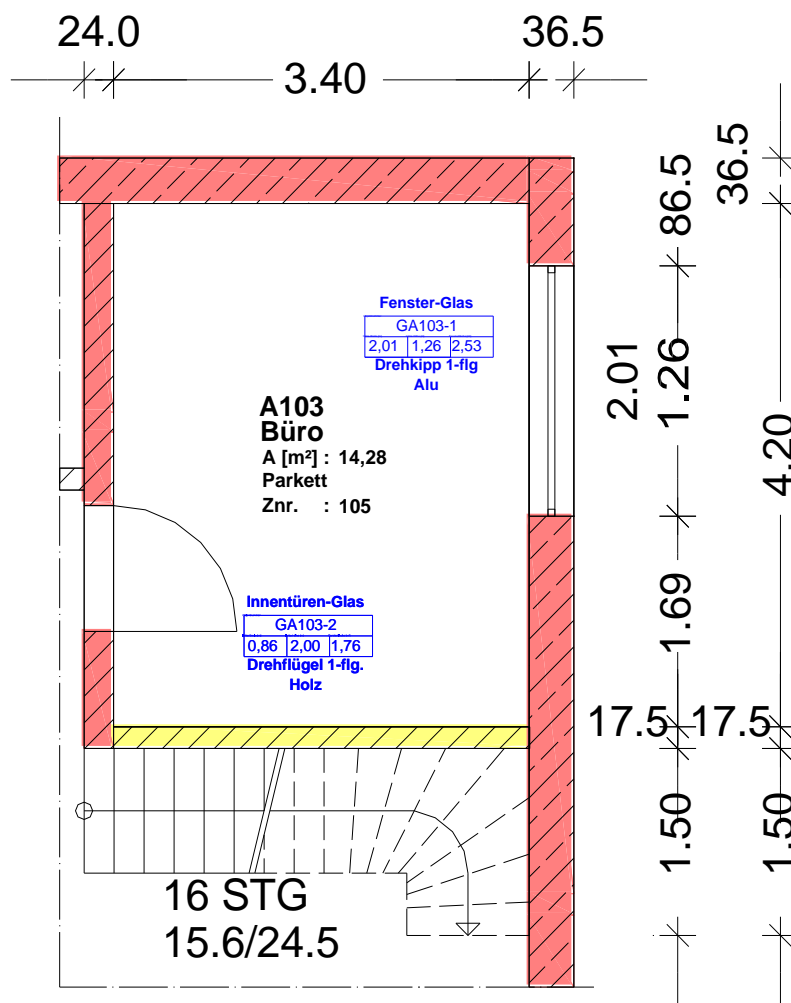 24.0
36.5
3.40
86.5
36.5
Fenster-Glas
GA103-1
2,01 1,26 2,53
Drehkipp 1-flg
Alu
2.01
1.26
4.20
A103
Büro
A [m²] : 14,28
Parkett
Znr. : 105
1.69
Innentüren-Glas
GA103-2
0,86 2,00 1,76
Drehflügel 1-flg.
Holz
17.5 17.5
1.50
1.50
16 STG
15.6/24.5